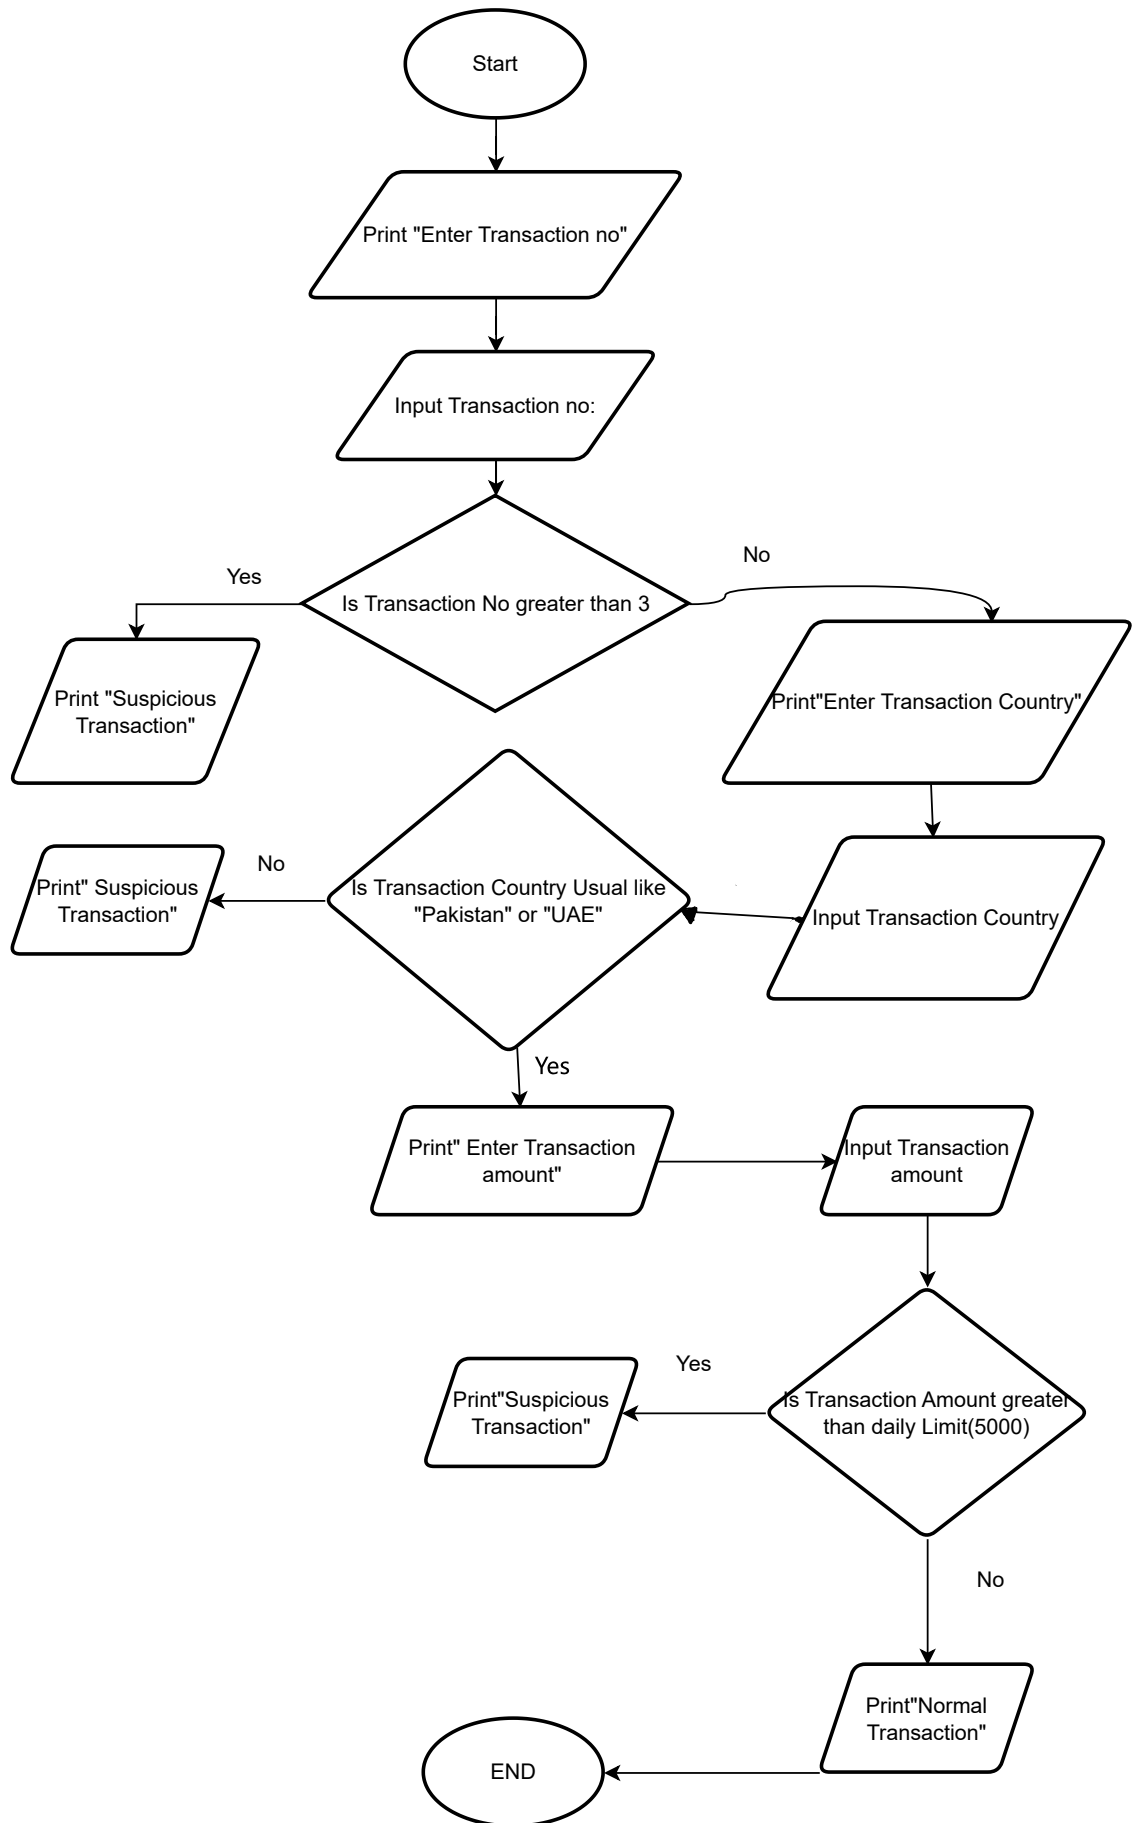 Start
Print "Enter Transaction no"
Input Transaction no:
Is Transaction No greater than 3
Yes
No
Print "Suspicious
Transaction"
Print"Enter Transaction Country"
Input Transaction Country
Is Transaction Country Usual like
"Pakistan" or "UAE"
No
Print" Suspicious
Transaction"
Yes
Print" Enter Transaction
amount"
Input Transaction
amount
Is Transaction Amount greater
than daily Limit(5000)
Yes
Print"Suspicious
Transaction"
No
Print"Normal
Transaction"
END